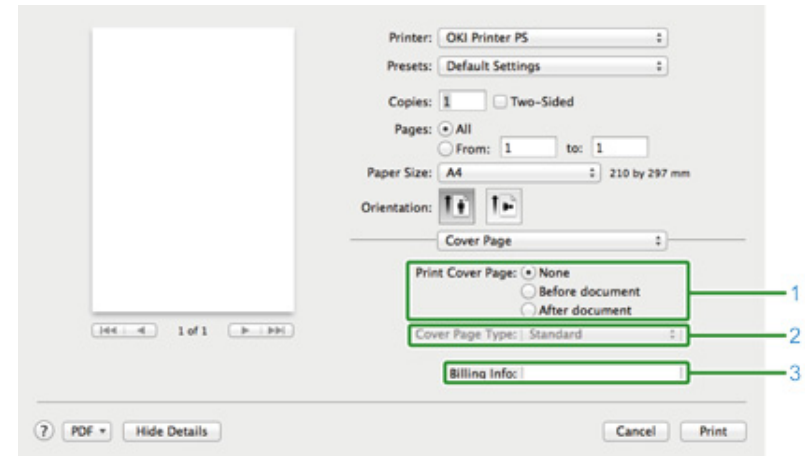 Printer: OKI Printer PS
Presets: Default Settings
Copies: 1 Two-Sided
Pages: All
From: 1 to: 1
Paper Size: A4 210 by 297 mm
Orientation:
Cover Page
Print Cover Page: None
Before document
After document
1
Cover Page Type: Standard
2
Billing Info:
3
1 of 1
? PDF Hide Details Cancel Print